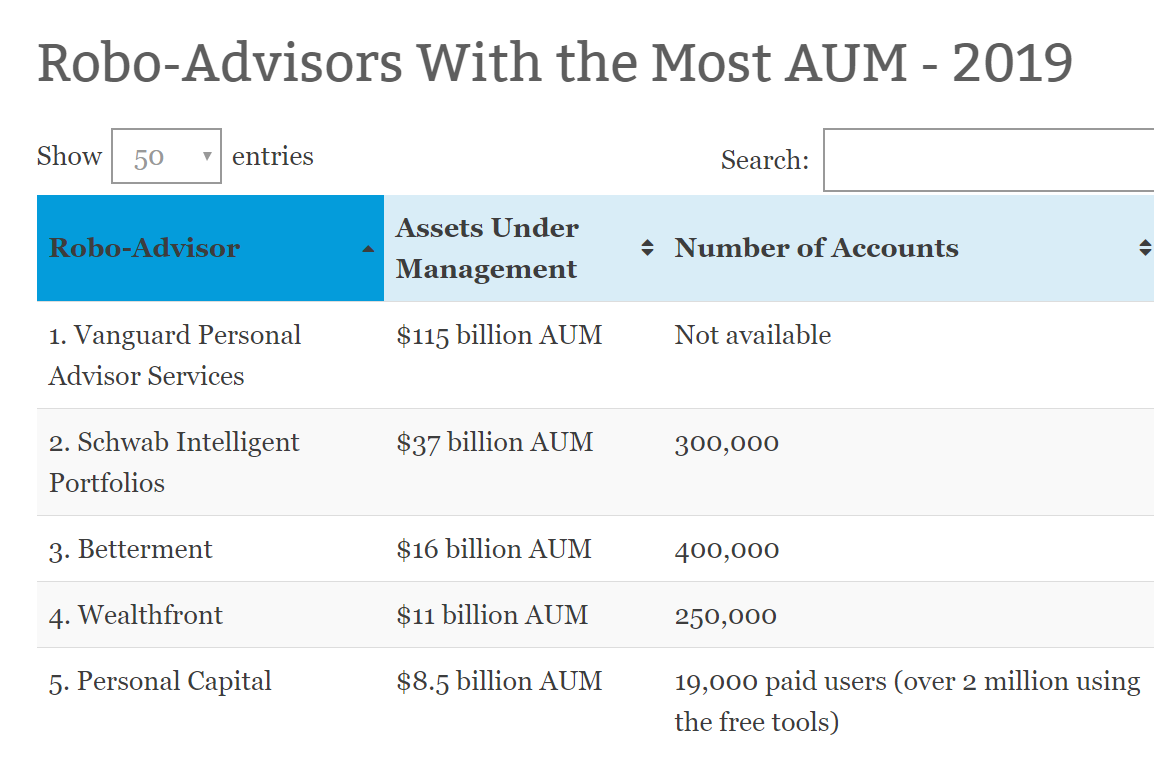 Robo-Advisors With the Most AUM - 2019
Show 50 entries
Search:
Robo-Advisor
Assets Under
Management
Number of Accounts
1. Vanguard Personal
Advisor Services
$115 billion AUM
Not available
2. Schwab Intelligent
Portfolios
$37 billion AUM
300,000
3. Betterment
$16 billion AUM
400,000
4. Wealthfront
$11 billion AUM
250,000
5. Personal Capital
$8.5 billion AUM
19,000 paid users (over 2 million using
the free tools)